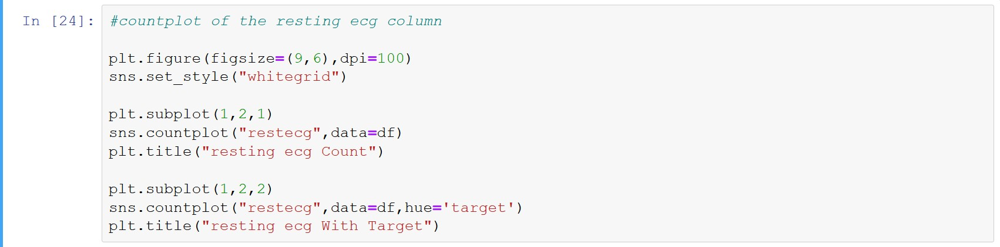 In [24]: #countplot of the resting ecg column
plt.figure(figsize=(9,6),dpi=100)
sns.set_style("whitegrid")
plt.subplot(1,2,1)
sns.countplot("restecg",data=df)
plt.title("resting ecg Count")
plt.subplot(1,2,2)
sns.countplot("restecg",data=df,hue='target')
plt.title("resting ecg With Target")